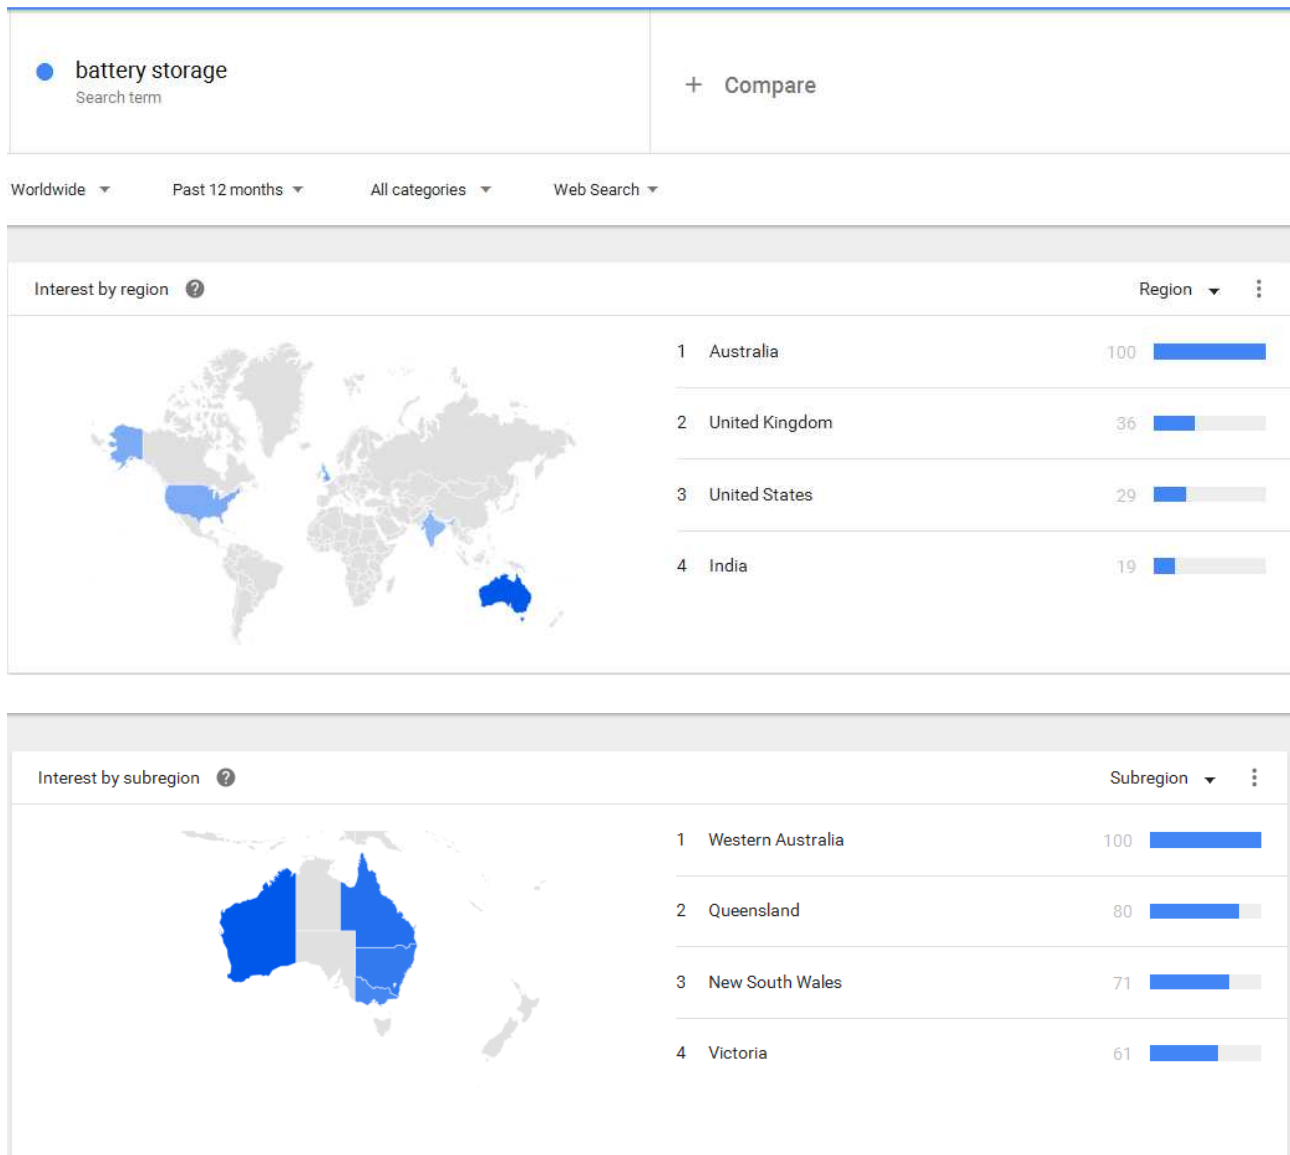 battery storage
Search term
+ Compare
Worldwide
Past 12 months
All categories
Web Search
Interest by region ?
Region
1 Australia 100
2 United Kingdom 36
3 United States 29
4 India 19
Interest by subregion ?
Subregion
1 Western Australia 100
2 Queensland 80
3 New South Wales 71
4 Victoria 61